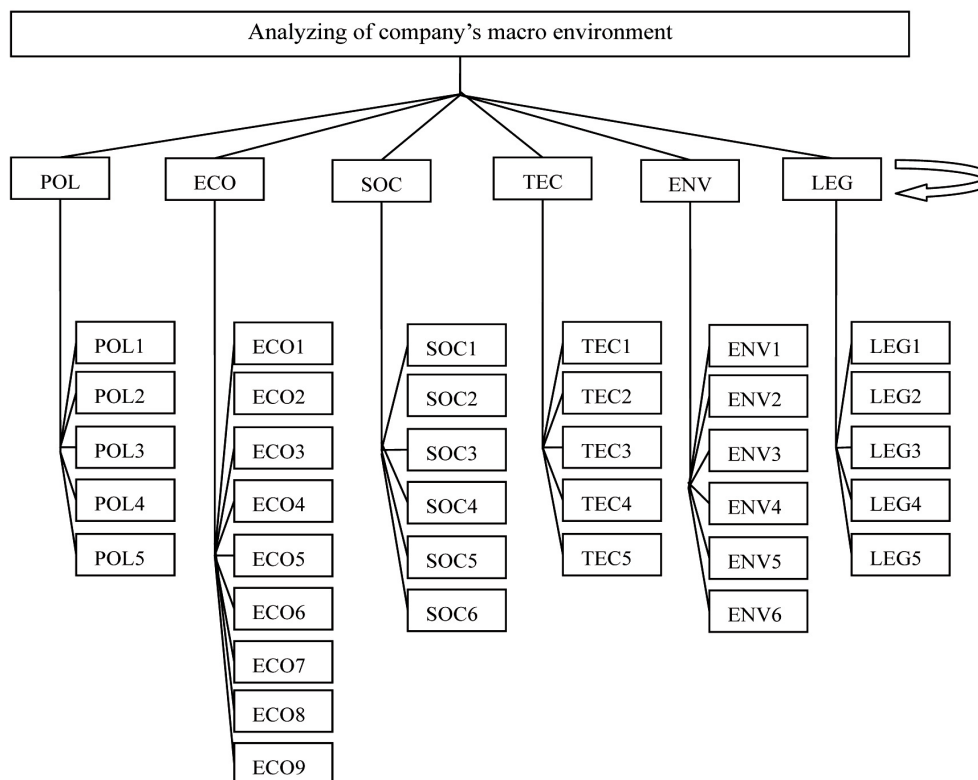 Analyzing of company’s macro environment
POL
ECO
SOC
TEC
ENV
LEG
POL1
POL2
POL3
POL4
POL5
ECO1
ECO2
ECO3
ECO4
ECO5
ECO6
ECO7
ECO8
ECO9
SOC1
SOC2
SOC3
SOC4
SOC5
SOC6
TEC1
TEC2
TEC3
TEC4
TEC5
ENV1
ENV2
ENV3
ENV4
ENV5
ENV6
LEG1
LEG2
LEG3
LEG4
LEG5